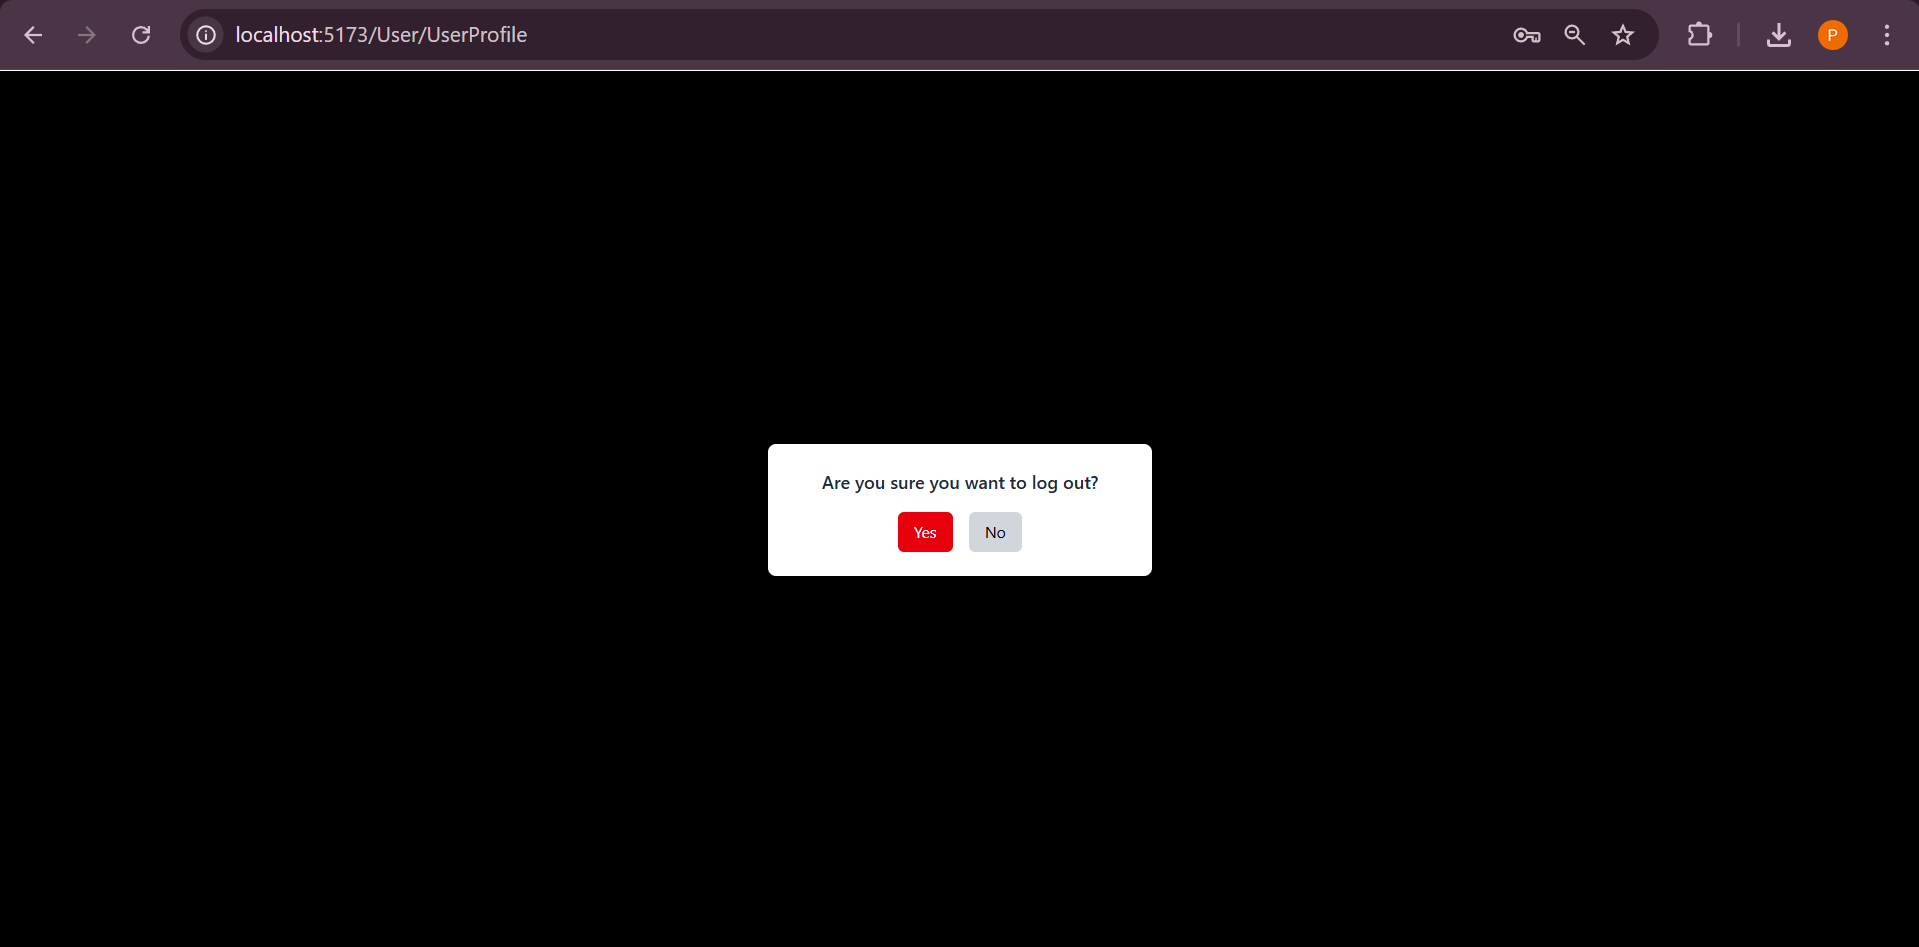 localhost:5173/User/UserProfile
P
Are you sure you want to log out?
Yes No